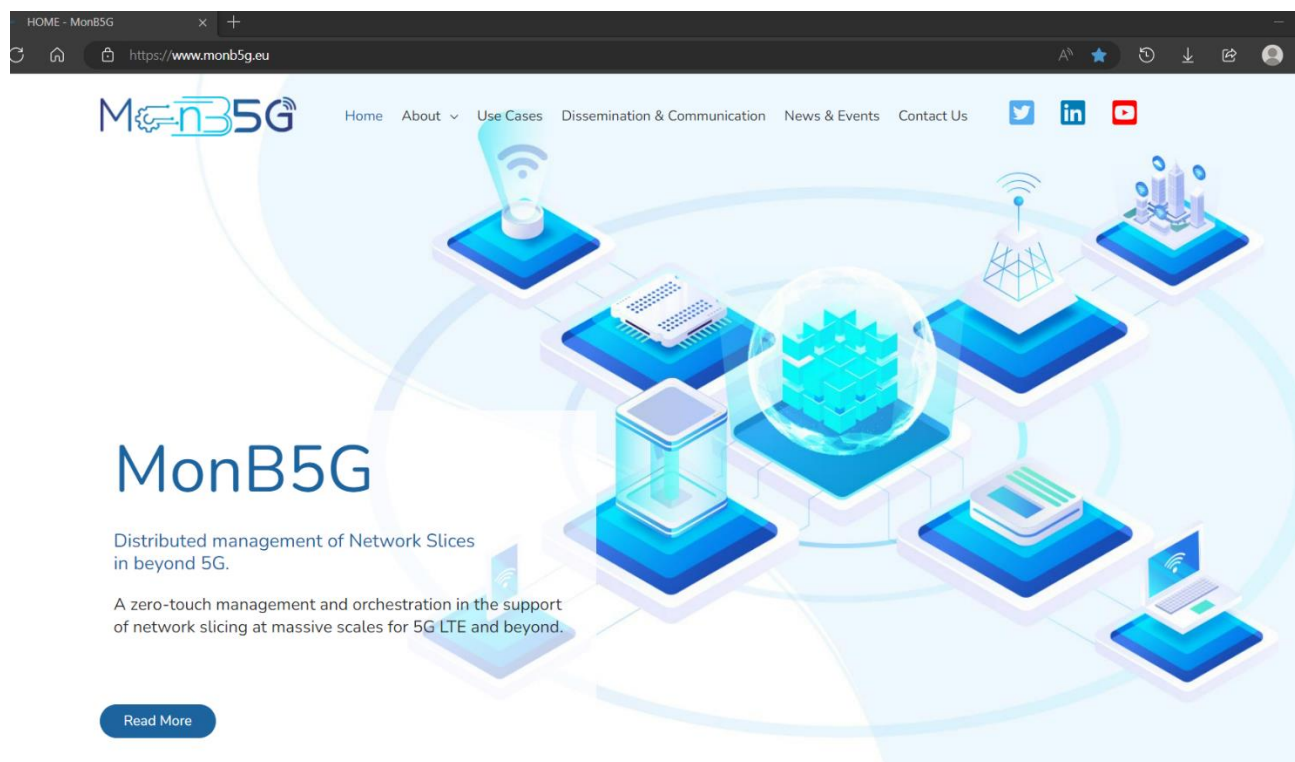 HOME - MonB5G
https://www.monb5g.eu
MonB5G
Home About Use Cases Dissemination & Communication News & Events Contact Us
MonB5G
Distributed management of Network Slices
in beyond 5G.
A zero-touch management and orchestration in the support
of network slicing at massive scales for 5G LTE and beyond.
Read More